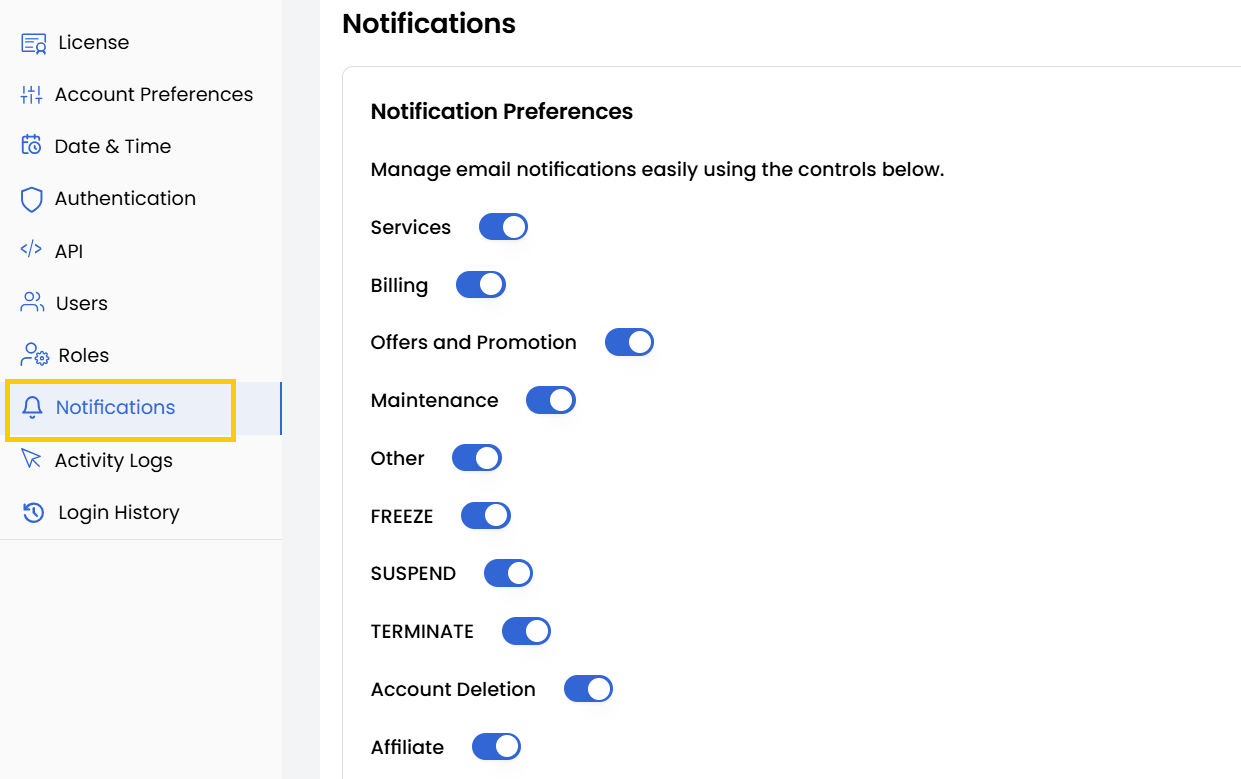 License
Account Preferences
Date & Time
Authentication
API
Users
Roles
Notifications
Activity Logs
Login History
Notifications
Notification Preferences
Manage email notifications easily using the controls below.
Services
Billing
Offers and Promotion
Maintenance
Other
FREEZE
SUSPEND
TERMINATE
Account Deletion
Affiliate